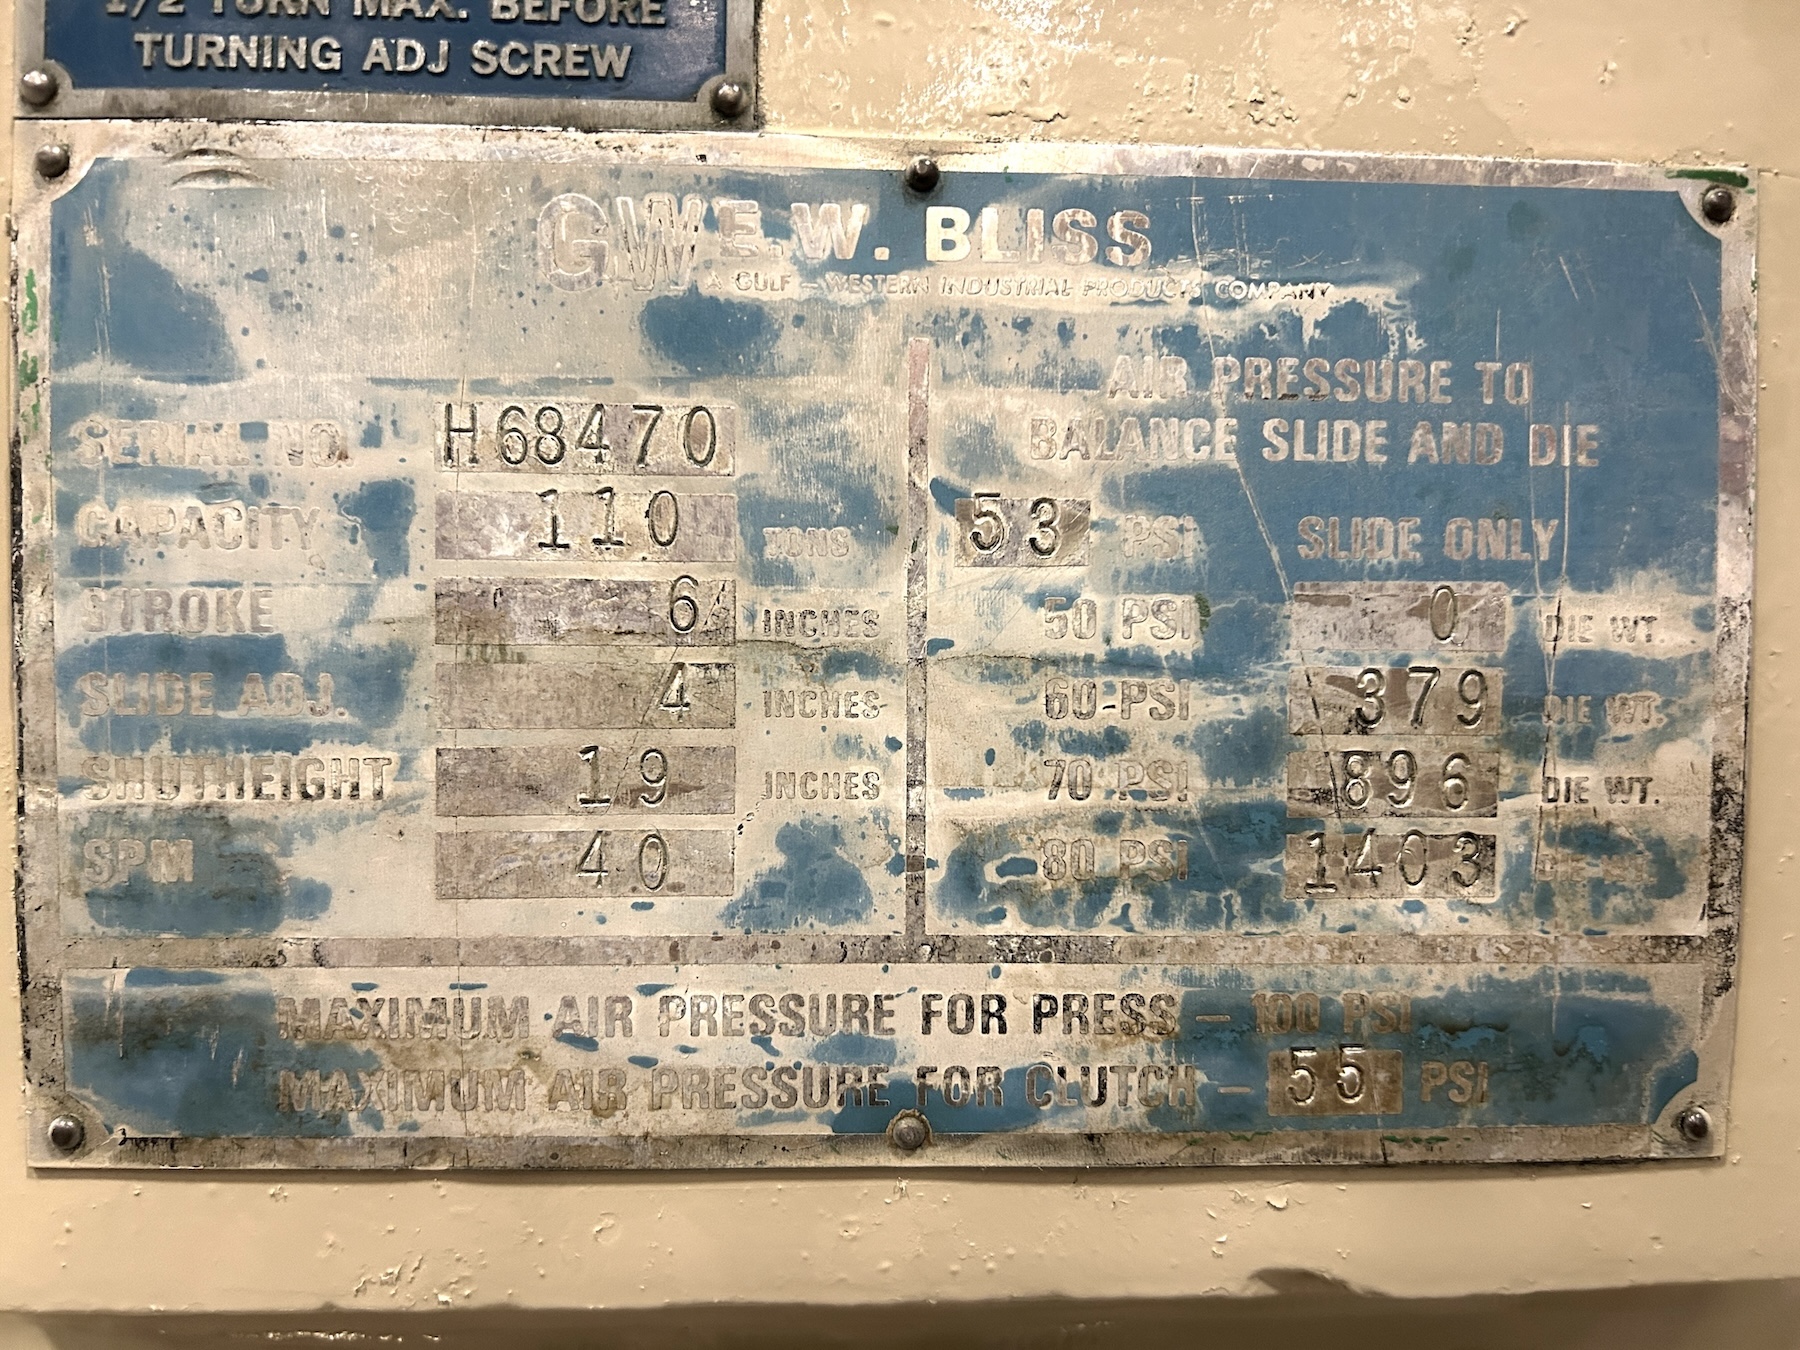 1/2 TURN MAX. BEFORE
TURNING ADJ SCREW
GW E.W. BLISS
A GULF - WESTERN INDUSTRIAL PRODUCTS COMPANY
SERIAL NO. H68470
CAPACITY 110 TONS
STROKE 6 INCHES
SLIDE ADJ. 4 INCHES
SHUTHEIGHT 19 INCHES
SPM 40
AIR PRESSURE TO
BALANCE SLIDE AND DIE
53 PSI SLIDE ONLY
50 PSI 0 DIE WT.
60 PSI 379 DIE WT.
70 PSI 896 DIE WT.
80 PSI 1403 DIE WT.
MAXIMUM AIR PRESSURE FOR PRESS — 100 PSI
MAXIMUM AIR PRESSURE FOR CLUTCH — 55 PSI